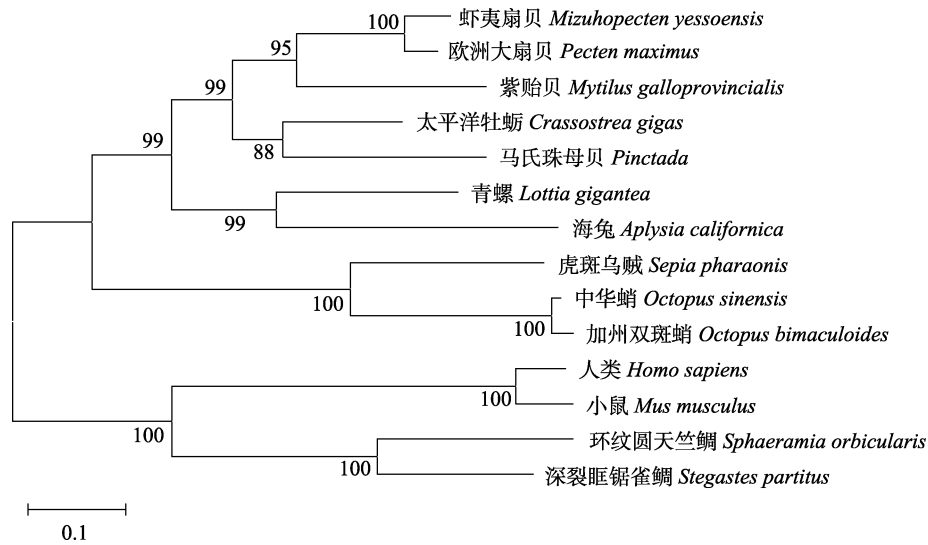 100 虾夷扇贝 Mizuhopecten yessoensis
95 欧洲大扇贝 Pecten maximus
99 紫贻贝 Mytilus galloprovincialis
太平洋牡蛎 Crassostrea gigas
99 88 马氏珠母贝 Pinctada
青螺 Lottia gigantea
99 海兔 Aplysia californica
虎斑乌贼 Sepia pharaonis
100 中华蛸 Octopus sinensis
100 加州双斑蛸 Octopus bimaculoides
人类 Homo sapiens
100 小鼠 Mus musculus
100 环纹圆天竺鲷 Sphaeramia orbicularis
100 深裂眶锯雀鲷 Stegastes partitus
0.1